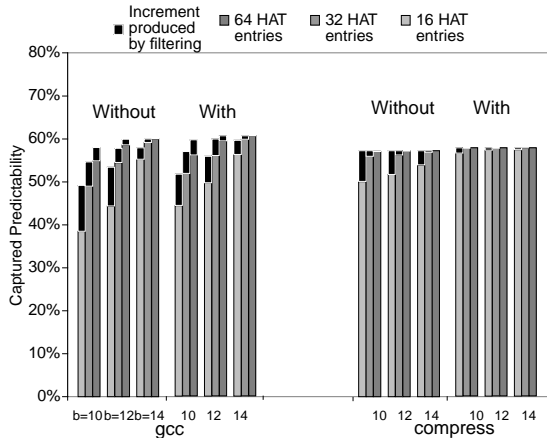 Increment
produced
by filtering
64 HAT
entries
32 HAT
entries
16 HAT
entries
80%
70%
60%
50%
40%
30%
20%
10%
0%
Captured Predictability
Without
With
Without
With
b=10
b=12
b=14
10
12
14
10
12
14
10
12
14
gcc
compress